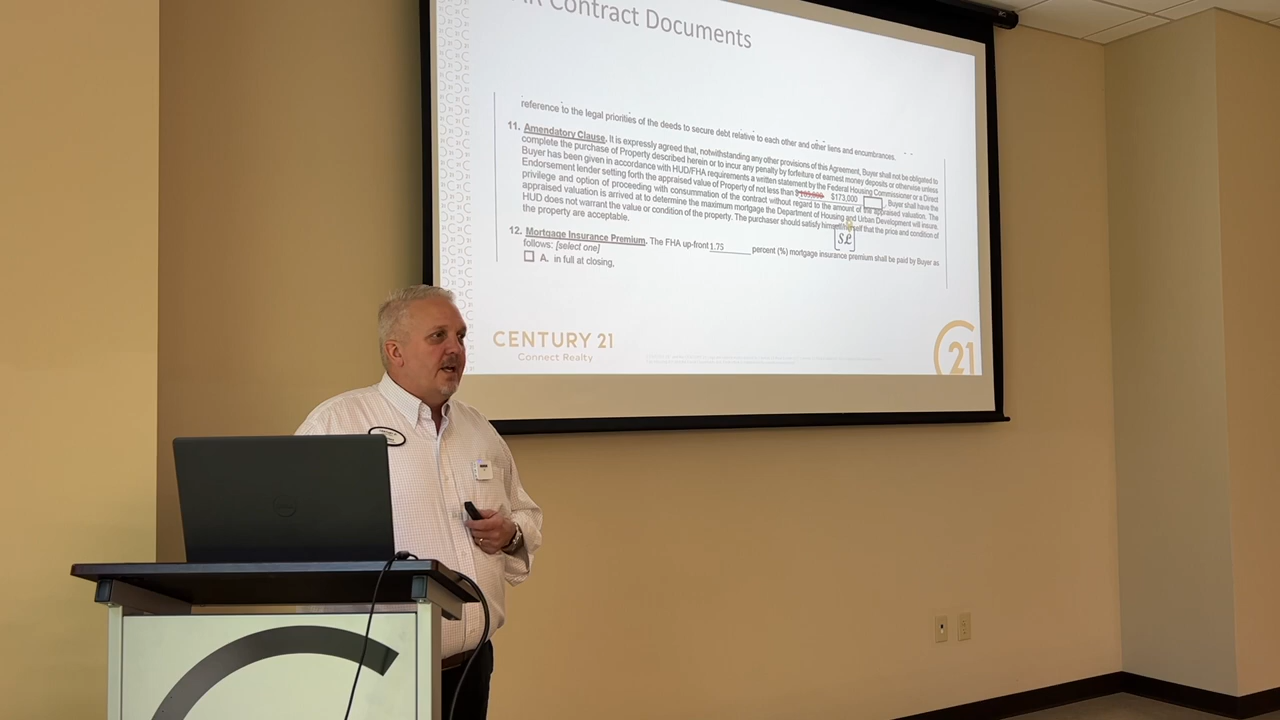 Contract Documents
reference to the legal priorities of the deeds to secure debt relative to each other and other liens and encumbrances.
11. Amendatory Clause. It is expressly agreed that, notwithstanding any other provisions of this Agreement, Buyer shall not be obligated to
complete the purchase of Property described herein or to incur any penalty by forfeiture of earnest money deposits or otherwise unless
Buyer has been given in accordance with HUD/FHA requirements a written statement by the Federal Housing Commissioner or a Direct
Endorsement lender setting forth the appraised value of Property of not less than $ $173,000 , Buyer shall have the
privilege and option of proceeding with consummation of the contract without regard to the amount of the appraised valuation. The
appraised valuation is arrived at to determine the maximum mortgage the Department of Housing and Urban Development will insure.
HUD does not warrant the value or condition of the property. The purchaser should satisfy himself/herself that the price and condition of
the property are acceptable.
SL
12. Mortgage Insurance Premium. The FHA up-front 1.75 percent (%) mortgage insurance premium shall be paid by Buyer as
follows: [select one]
A. in full at closing,
CENTURY 21
Connect Realty
21